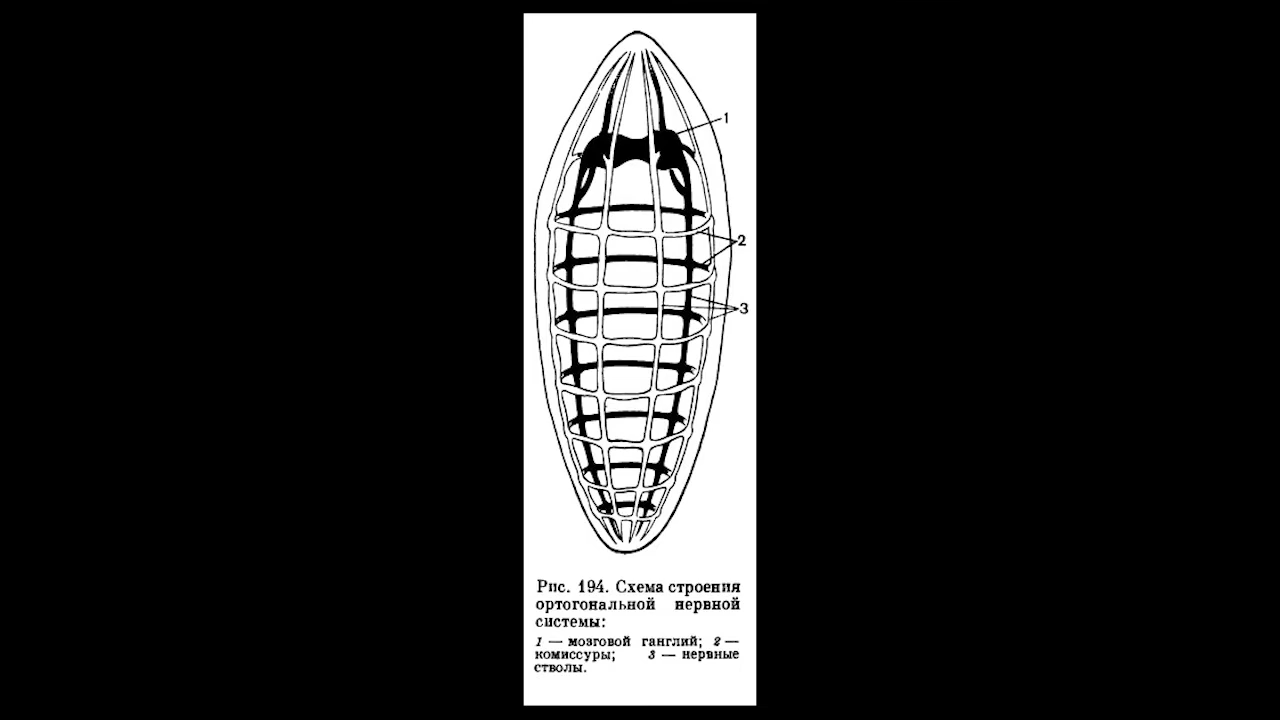 1
2
3
Рис. 194. Схема строения
ортогональной нервной
системы:
1 — мозговой ганглий; 2 —
комиссуры; 3 — нервные
стволы.